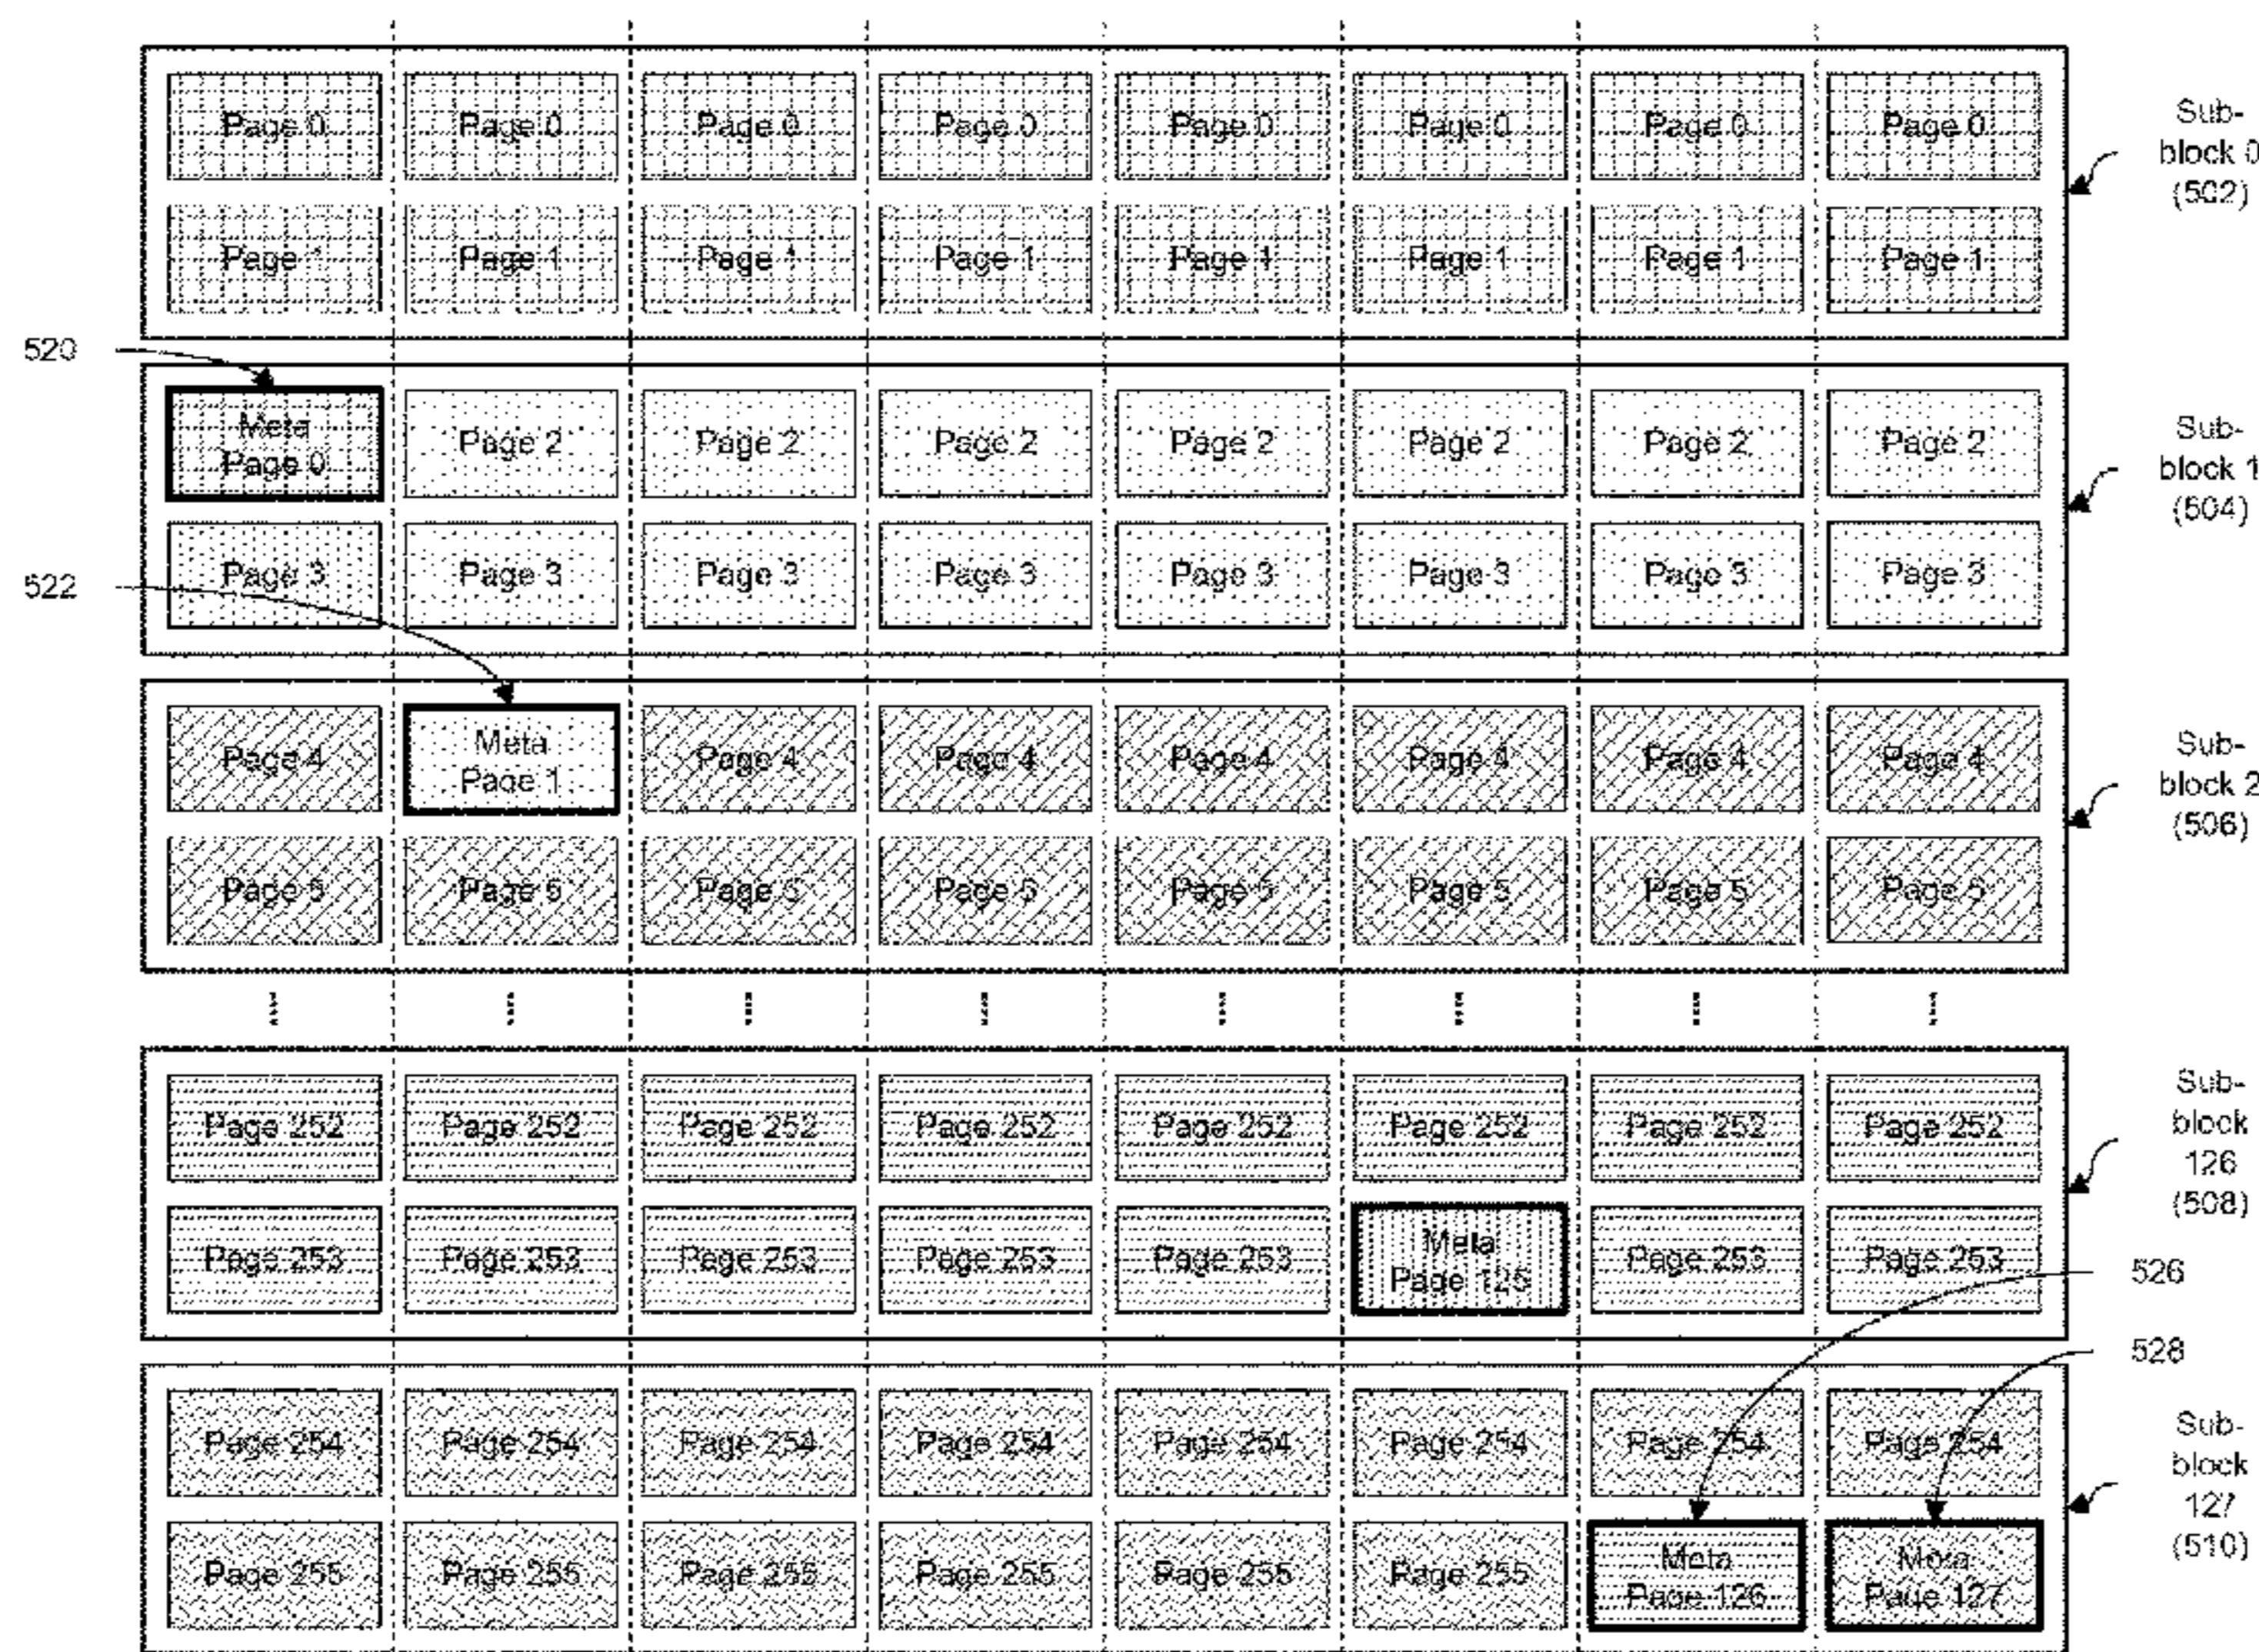 Page 0 Page 0 Page 0 Page 0 Page 0 Page 0 Page 0 Page 0
Sub-
block 0
(502)
Page 1 Page 1 Page 1 Page 1 Page 1 Page 1 Page 1 Page 1
520
Meta
Page 0
Page 2 Page 2 Page 2 Page 2 Page 2 Page 2 Page 2
Sub-
block 1
(504)
522
Page 3 Page 3 Page 3 Page 3 Page 3 Page 3 Page 3 Page 3
Page 4
Meta
Page 1
Page 4 Page 4 Page 4 Page 4 Page 4 Page 4
Sub-
block 2
(506)
Page 5 Page 5 Page 5 Page 5 Page 5 Page 5 Page 5 Page 5
Page 252 Page 252 Page 252 Page 252 Page 252 Page 252 Page 252 Page 252
Sub-
block
126
(508)
Page 253 Page 253 Page 253 Page 253 Page 253
Meta
Page 125
Page 253 Page 253
526
528
Page 254 Page 254 Page 254 Page 254 Page 254 Page 254 Page 254 Page 254
Sub-
block
127
(510)
Page 255 Page 255 Page 255 Page 255 Page 255 Page 255
Meta
Page 126
Meta
Page 127